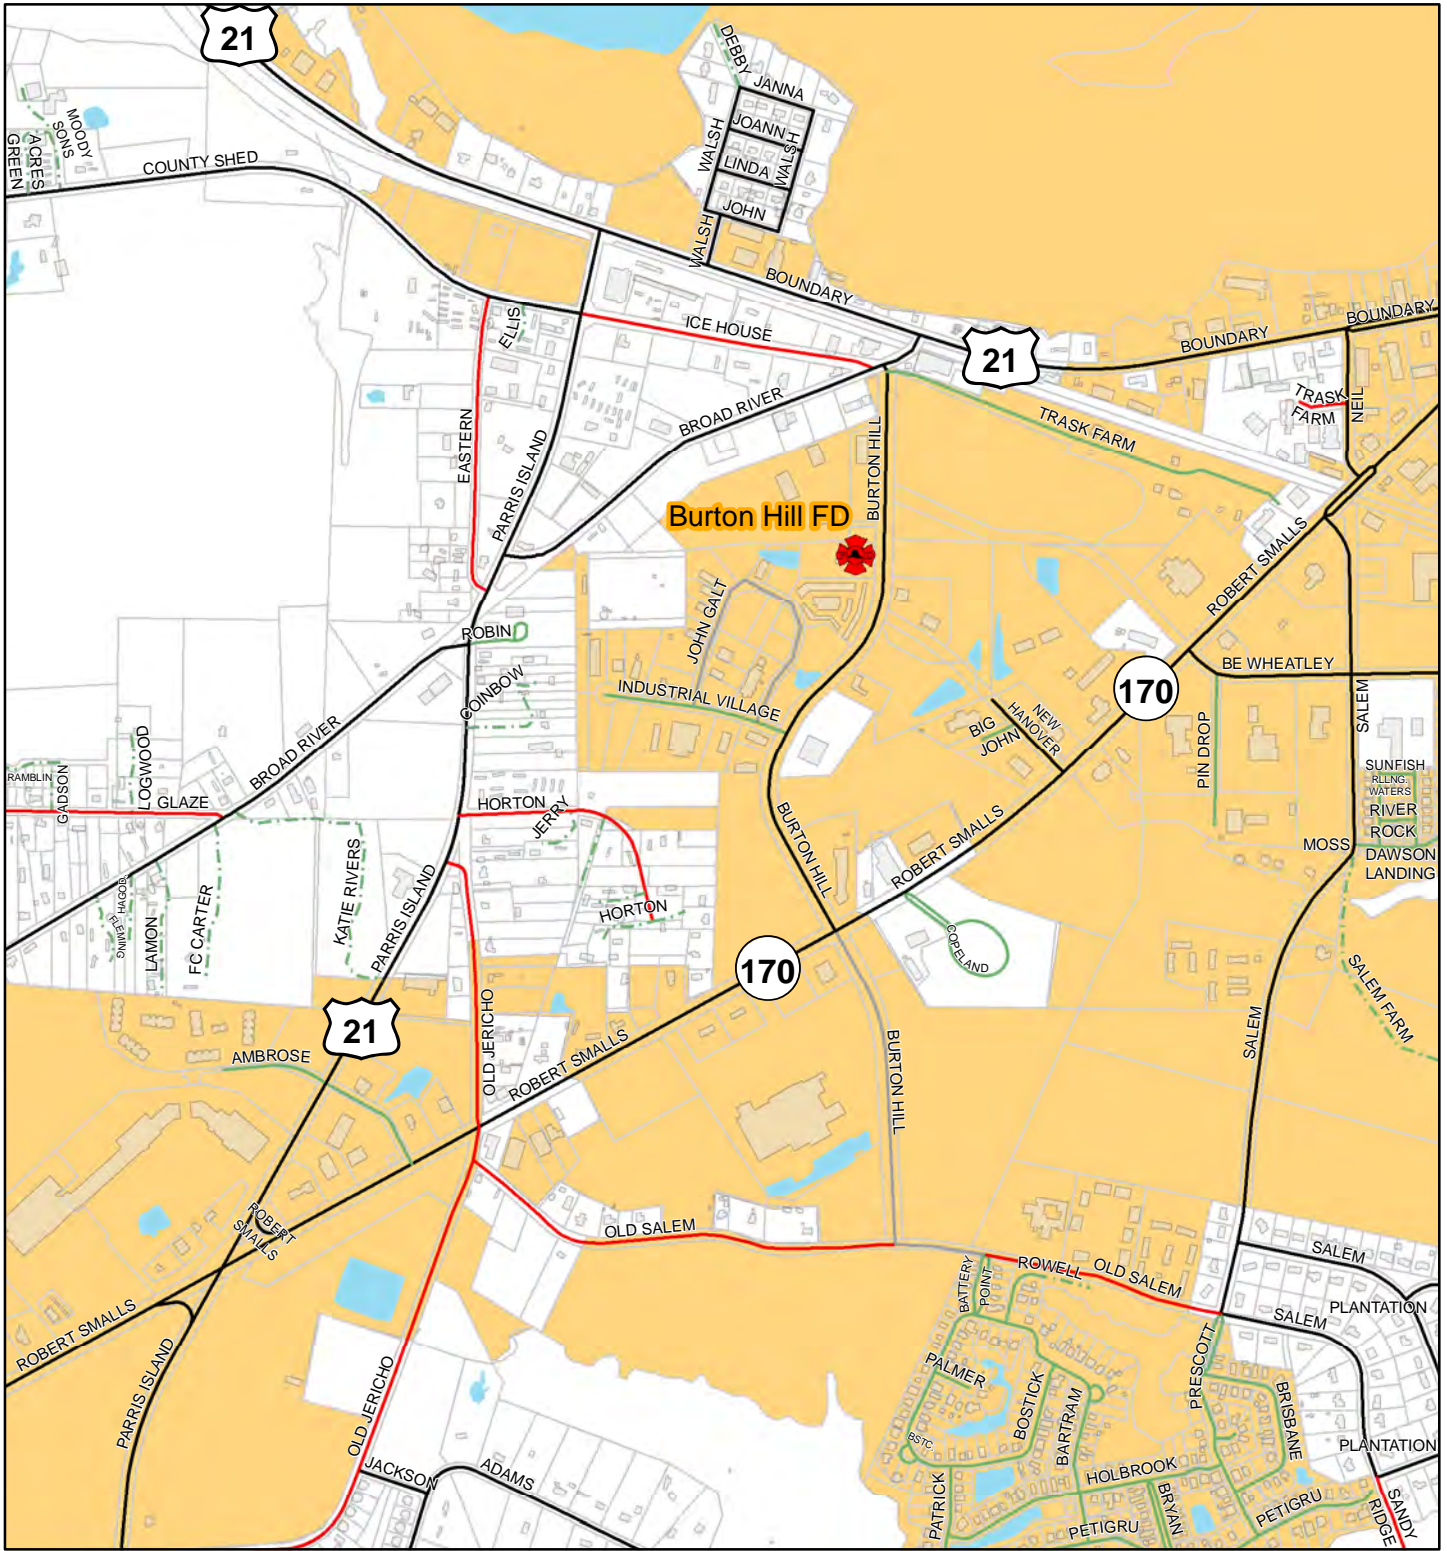 21
DEBBY
JANNA
MOODY
SONS
JOANN
WALSH
WALSH
GREEN
ACRES
COUNTY SHED
LINDA
JOHN
WALSH
BOUNDARY
BOUNDARY
BOUNDARY
ELLIS
ICE HOUSE
21
TRASK
FARM
NEIL
BROAD RIVER
TRASK FARM
EASTERN
PARRIS ISLAND
BURTON HILL
Burton Hill FD
ROBERT SMALLS
JOHN GALT
ROBIN
BE WHEATLEY
COINBOW
INDUSTRIAL VILLAGE
170
SALEM
NEW
HANOVER
BIG
JOHN
PIN DROP
BROAD RIVER
LOGWOOD
RAMBLIN
GADSON
GLAZE
HORTON
JERRY
SUNFISH
RLLNG.
WATERS
RIVER
ROCK
MOSS
DAWSON
LANDING
BURTON HILL
ROBERT SMALLS
KATIE RIVERS
PARRIS ISLAND
HAGOD.
FLEMING
LAMON
FC CARTER
HORTON
COPELAND
170
SALEM FARM
21
OLD JERICHO
AMBROSE
ROBERT SMALLS
BURTON HILL
SALEM
ROBERT
SMALLS
OLD SALEM
BATTERY
POINT
ROWELL
OLD SALEM
SALEM
PLANTATION
SALEM
ROBERT SMALLS
PARRIS ISLAND
OLD JERICHO
PALMER
BOSTICK
BARTRAM
PRESCOTT
BRISBANE
BSTC.
PLANTATION
JACKSON
ADAMS
HOLBROOK
PATRICK
PETIGRU
BRYAN
PETIGRU
SANDY
RIDGE